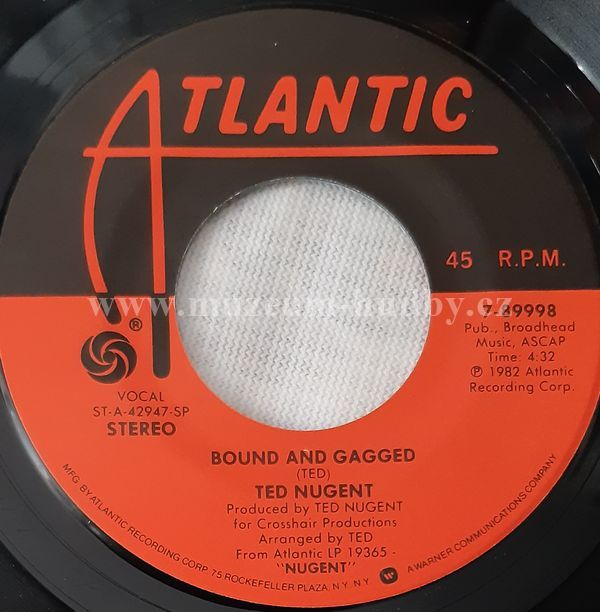 ATLANTIC
45 R.P.M.
www.muzeum-hudby.cz
7-89998
Pub., Broadhead
Music, ASCAP
Time: 4:32
℗ 1982 Atlantic
Recording Corp.
®
VOCAL
ST-A-42947-SP
STEREO
BOUND AND GAGGED
(TED)
TED NUGENT
Produced by TED NUGENT
for Crosshair Productions
Arranged by TED
From Atlantic LP 19365 -
"NUGENT"
MFG. BY ATLANTIC RECORDING CORP. 75 ROCKEFELLER PLAZA, N.Y. N.Y. A WARNER COMMUNICATIONS COMPANY